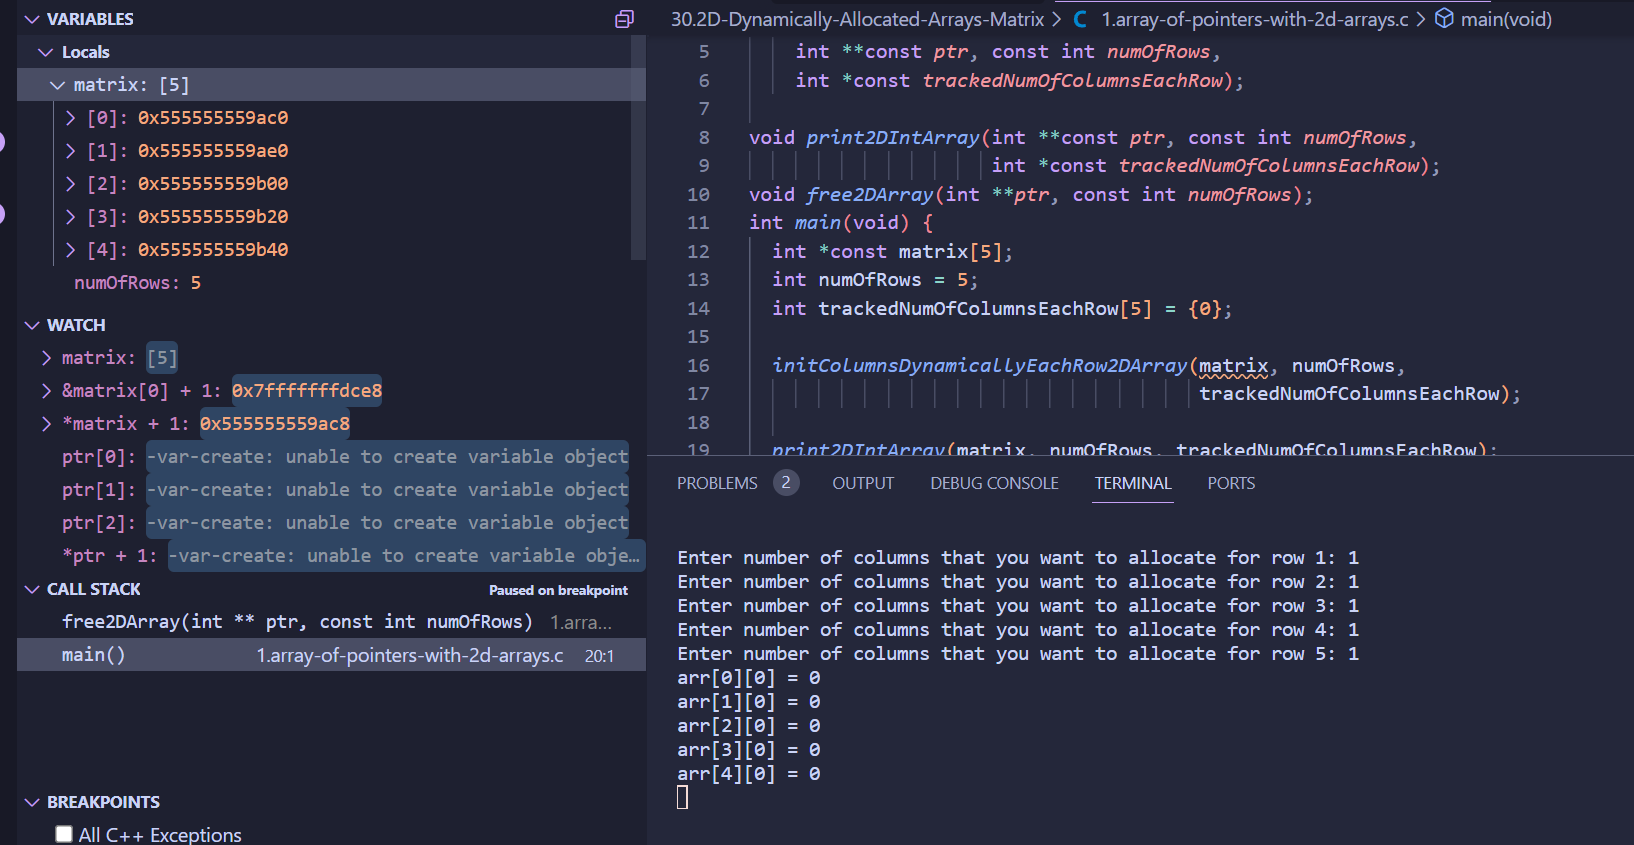 VARIABLES
Locals
matrix: [5]
[0]: 0x555555559ac0
[1]: 0x555555559ae0
[2]: 0x555555559b00
[3]: 0x555555559b20
[4]: 0x555555559b40
numOfRows: 5
WATCH
matrix: [5]
&matrix[0] + 1: 0x7fffffffdce8
*matrix + 1: 0x555555559ac8
ptr[0]: -var-create: unable to create variable object
ptr[1]: -var-create: unable to create variable object
ptr[2]: -var-create: unable to create variable object
*ptr + 1: -var-create: unable to create variable obje…
CALL STACK Paused on breakpoint
free2DArray(int ** ptr, const int numOfRows) 1.arra…
main() 1.array-of-pointers-with-2d-arrays.c 20:1
BREAKPOINTS
All C++ Exceptions
30.2D-Dynamically-Allocated-Arrays-Matrix > C 1.array-of-pointers-with-2d-arrays.c > main(void)
5 int **const ptr, const int numOfRows,
6 int *const trackedNumOfColumnsEachRow);
7
8 void print2DIntArray(int **const ptr, const int numOfRows,
9 int *const trackedNumOfColumnsEachRow);
10 void free2DArray(int **ptr, const int numOfRows);
11 int main(void) {
12 int *const matrix[5];
13 int numOfRows = 5;
14 int trackedNumOfColumnsEachRow[5] = {0};
15
16 initColumnsDynamicallyEachRow2DArray(matrix, numOfRows,
17 trackedNumOfColumnsEachRow);
18
19 print2DIntArray(matrix, numOfRows, trackedNumOfColumnsEachRow);
PROBLEMS 2 OUTPUT DEBUG CONSOLE TERMINAL PORTS
Enter number of columns that you want to allocate for row 1: 1
Enter number of columns that you want to allocate for row 2: 1
Enter number of columns that you want to allocate for row 3: 1
Enter number of columns that you want to allocate for row 4: 1
Enter number of columns that you want to allocate for row 5: 1
arr[0][0] = 0
arr[1][0] = 0
arr[2][0] = 0
arr[3][0] = 0
arr[4][0] = 0